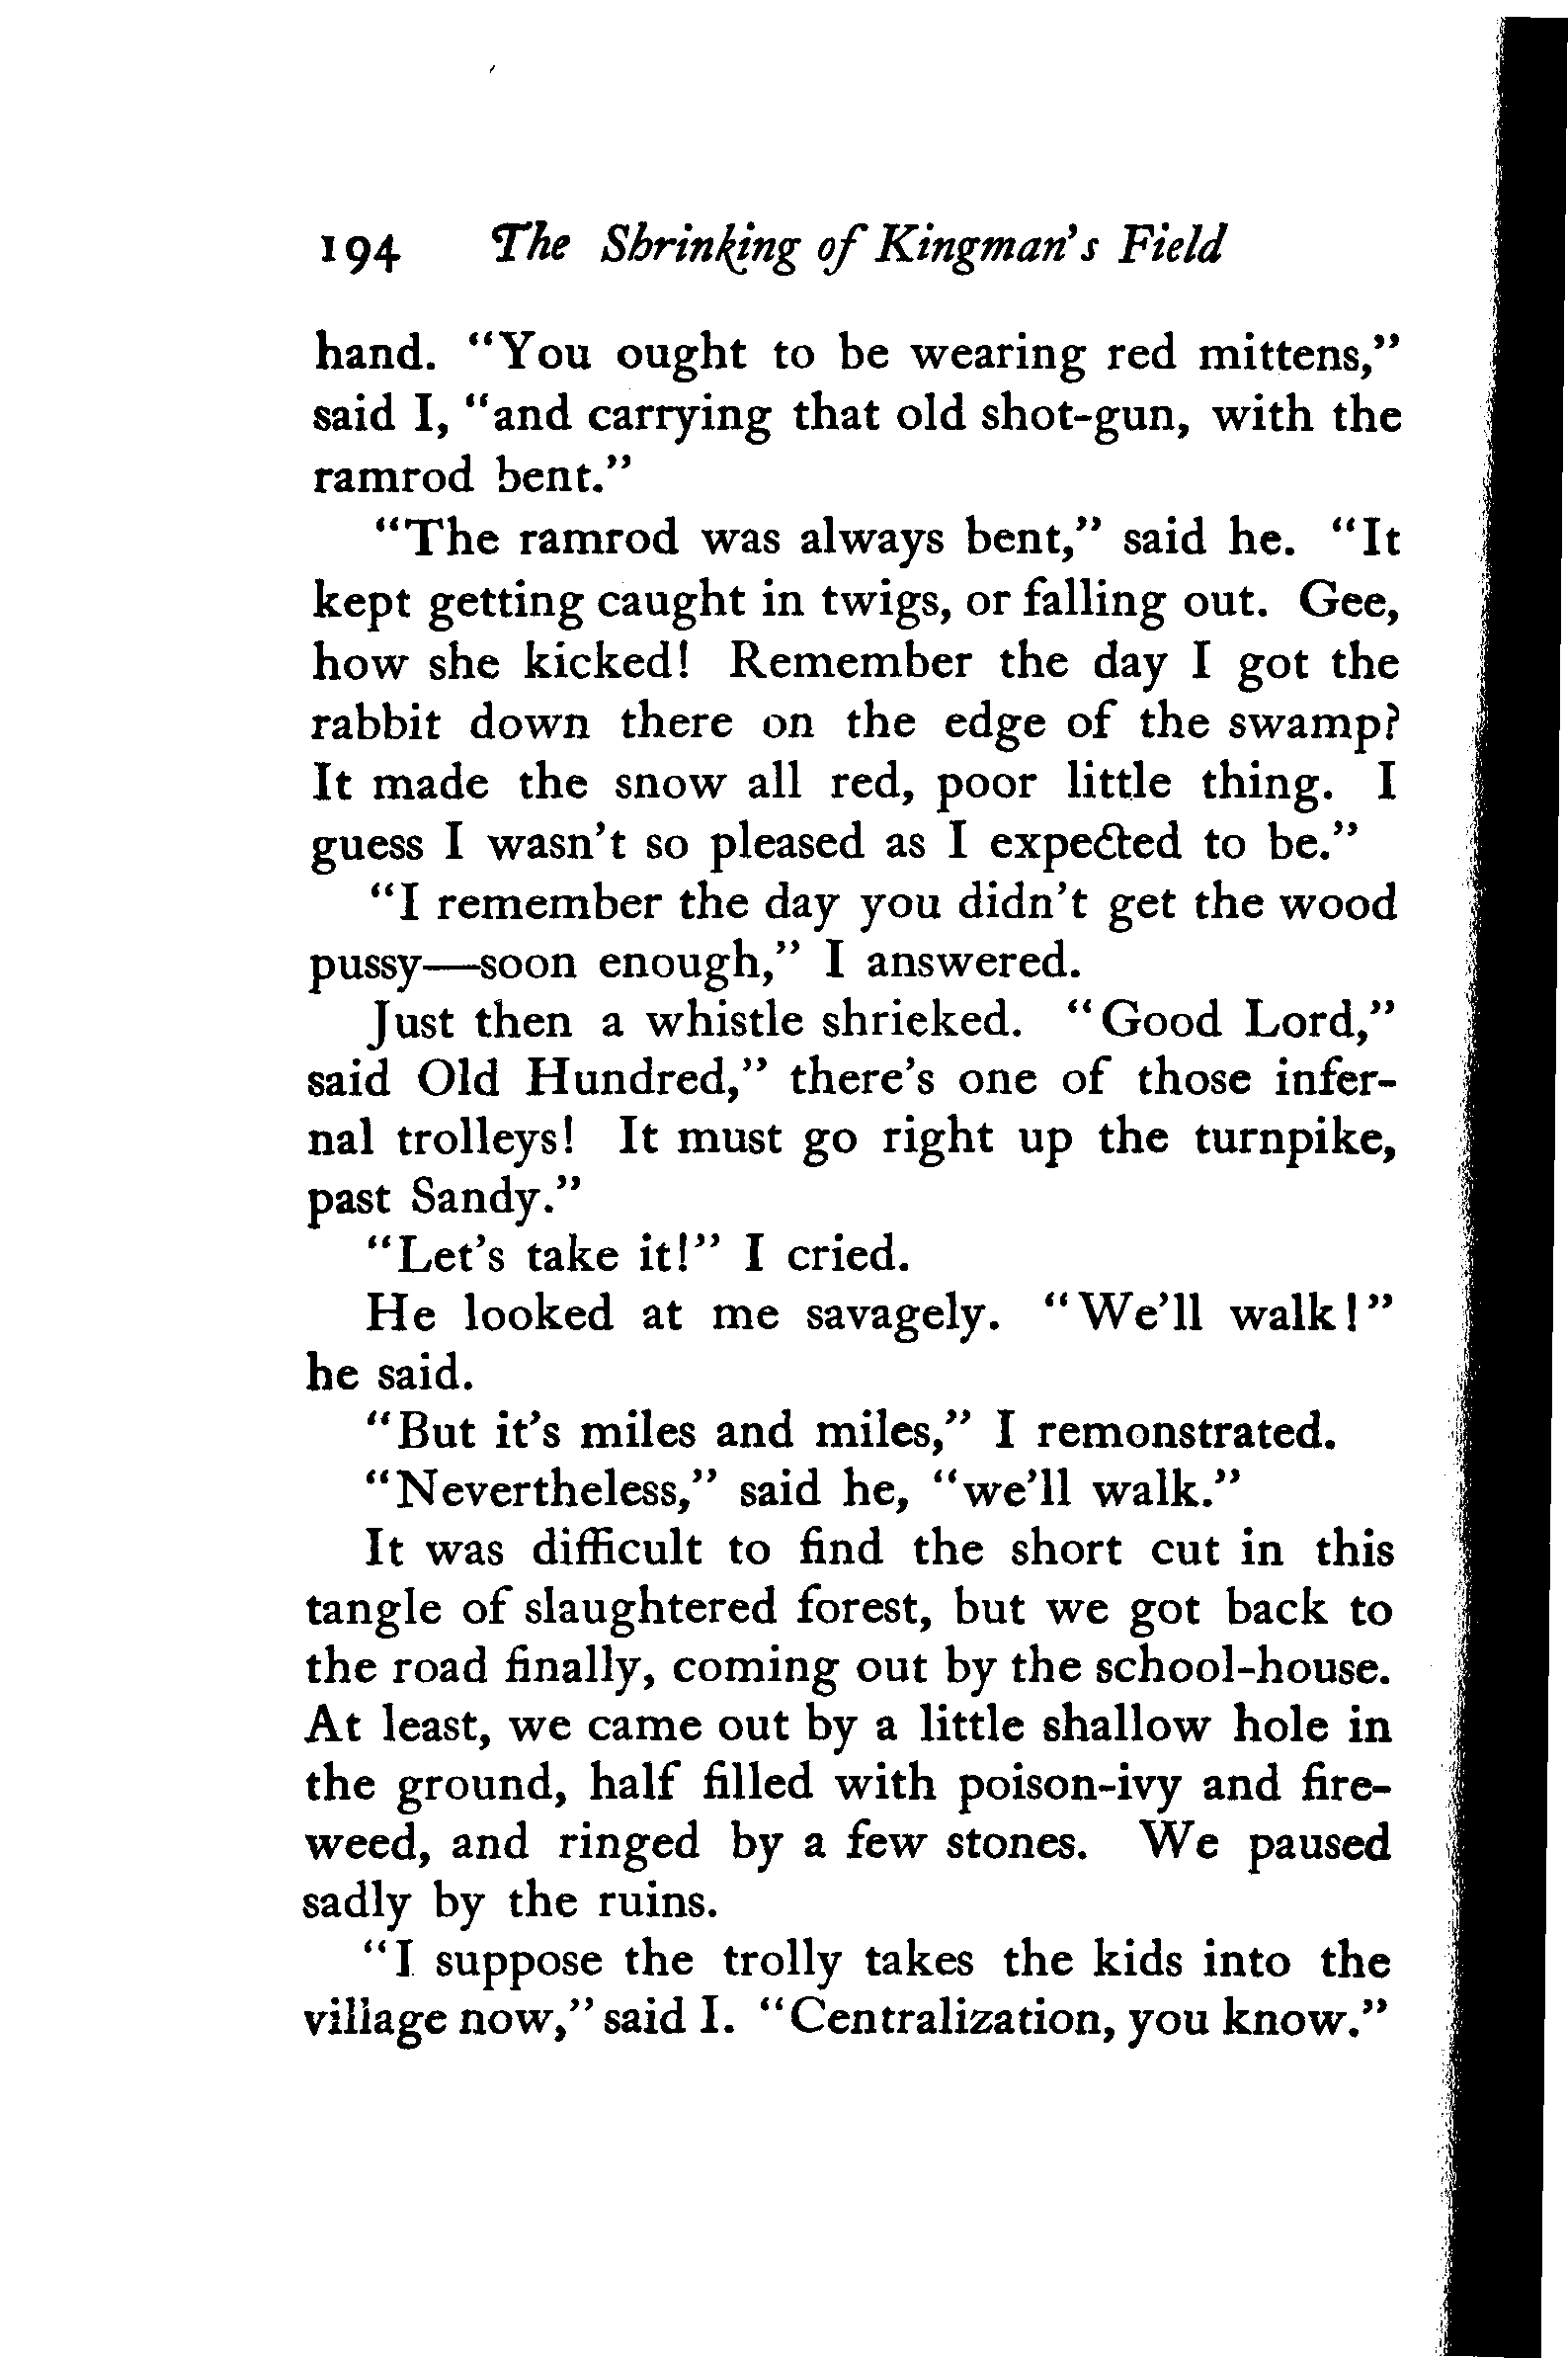 194 The Shrinking of Kingman's Field
hand. "You ought to be wearing red mittens,"
said I, "and carrying that old shot-gun, with the
ramrod bent."
"The ramrod was always bent," said he. "It
kept getting caught in twigs, or falling out. Gee,
how she kicked! Remember the day I got the
rabbit down there on the edge of the swamp?
It made the snow all red, poor little thing. I
guess I wasn't so pleased as I expected to be."
"I remember the day you didn't get the wood
pussy—soon enough," I answered.
Just then a whistle shrieked. "Good Lord,"
said Old Hundred," there's one of those infer-
nal trolleys! It must go right up the turnpike,
past Sandy."
"Let's take it!" I cried.
He looked at me savagely. "We'll walk!"
he said.
"But it's miles and miles," I remonstrated.
"Nevertheless," said he, "we'll walk."
It was difficult to find the short cut in this
tangle of slaughtered forest, but we got back to
the road finally, coming out by the school-house.
At least, we came out by a little shallow hole in
the ground, half filled with poison-ivy and fire-
weed, and ringed by a few stones. We paused
sadly by the ruins.
"I suppose the trolly takes the kids into the
village now," said I. "Centralization, you know."